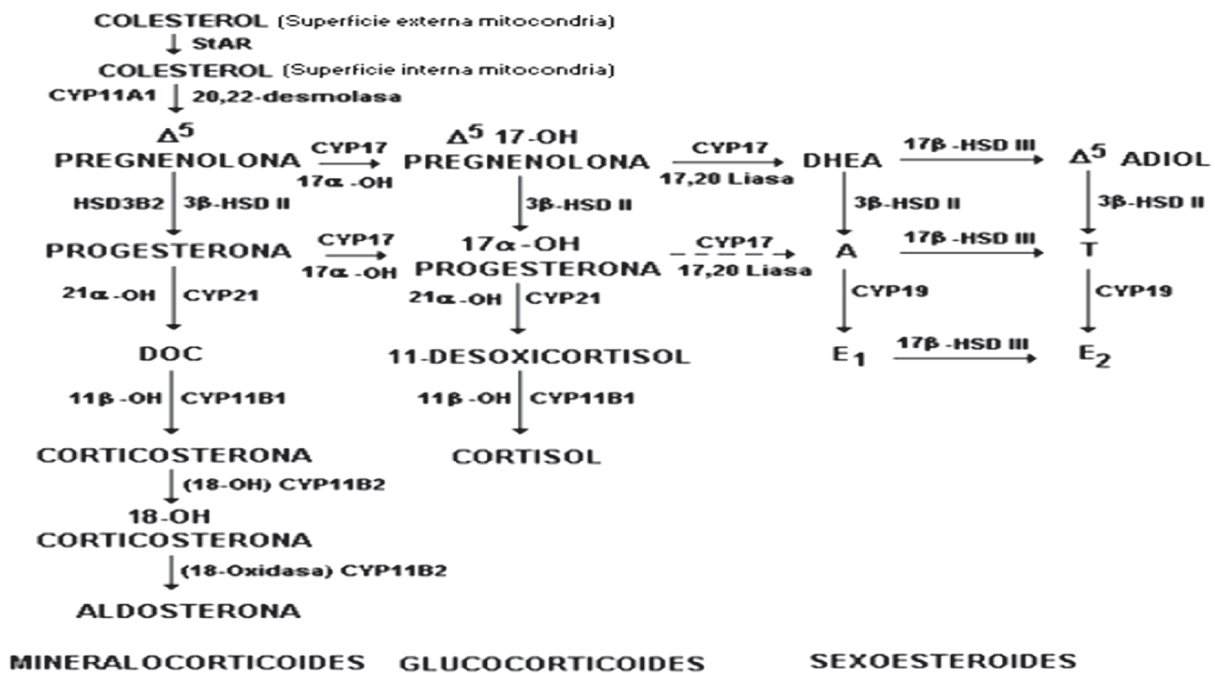 COLESTEROL (Superficie externa mitocondria)
StAR
COLESTEROL (Superficie interna mitocondria)
CYP11A1 20,22-desmolasa
Δ5 Δ5 17-OH
PREGNENOLONA CYP17 17α-OH PREGNENOLONA CYP17 17,20 Liasa DHEA 17β-HSD III Δ5 ADIOL
HSD3B2 3β-HSD II 3β-HSD II 3β-HSD II 3β-HSD II
PROGESTERONA CYP17 17α-OH 17α-OH PROGESTERONA CYP17 17,20 Liasa A 17β-HSD III T
21α-OH CYP21 21α-OH CYP21 CYP19 CYP19
DOC 11-DESOXICORTISOL E1 17β-HSD III E2
11β-OH CYP11B1 11β-OH CYP11B1
CORTICOSTERONA CORTISOL
(18-OH) CYP11B2
18-OH
CORTICOSTERONA
(18-Oxidasa) CYP11B2
ALDOSTERONA
MINERALOCORTICOIDES GLUCOCORTICOIDES SEXOESTEROIDES